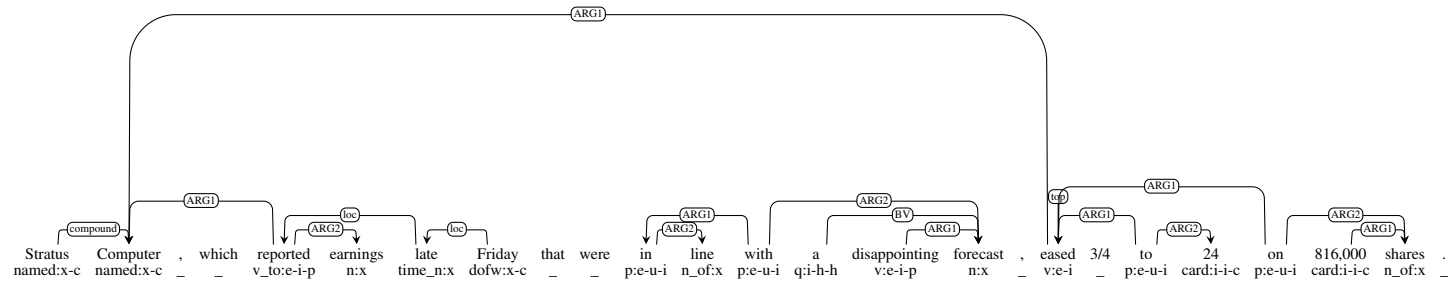 ARG1
top
ARG1
ARG1
ARG2
loc
BV
ARG1
ARG1
ARG2
compound
ARG2
loc
ARG2
ARG1
ARG2
ARG1
Stratus Computer , which reported earnings late Friday that were in line with a disappointing forecast , eased 3/4 to 24 on 816,000 shares .
named:x-c named:x-c _ _ v_to:e-i-p n:x time_n:x dofw:x-c _ _ p:e-u-i n_of:x p:e-u-i q:i-h-h v:e-i-p n:x _ v:e-i _ p:e-u-i card:i-i-c p:e-u-i card:i-i-c n_of:x _